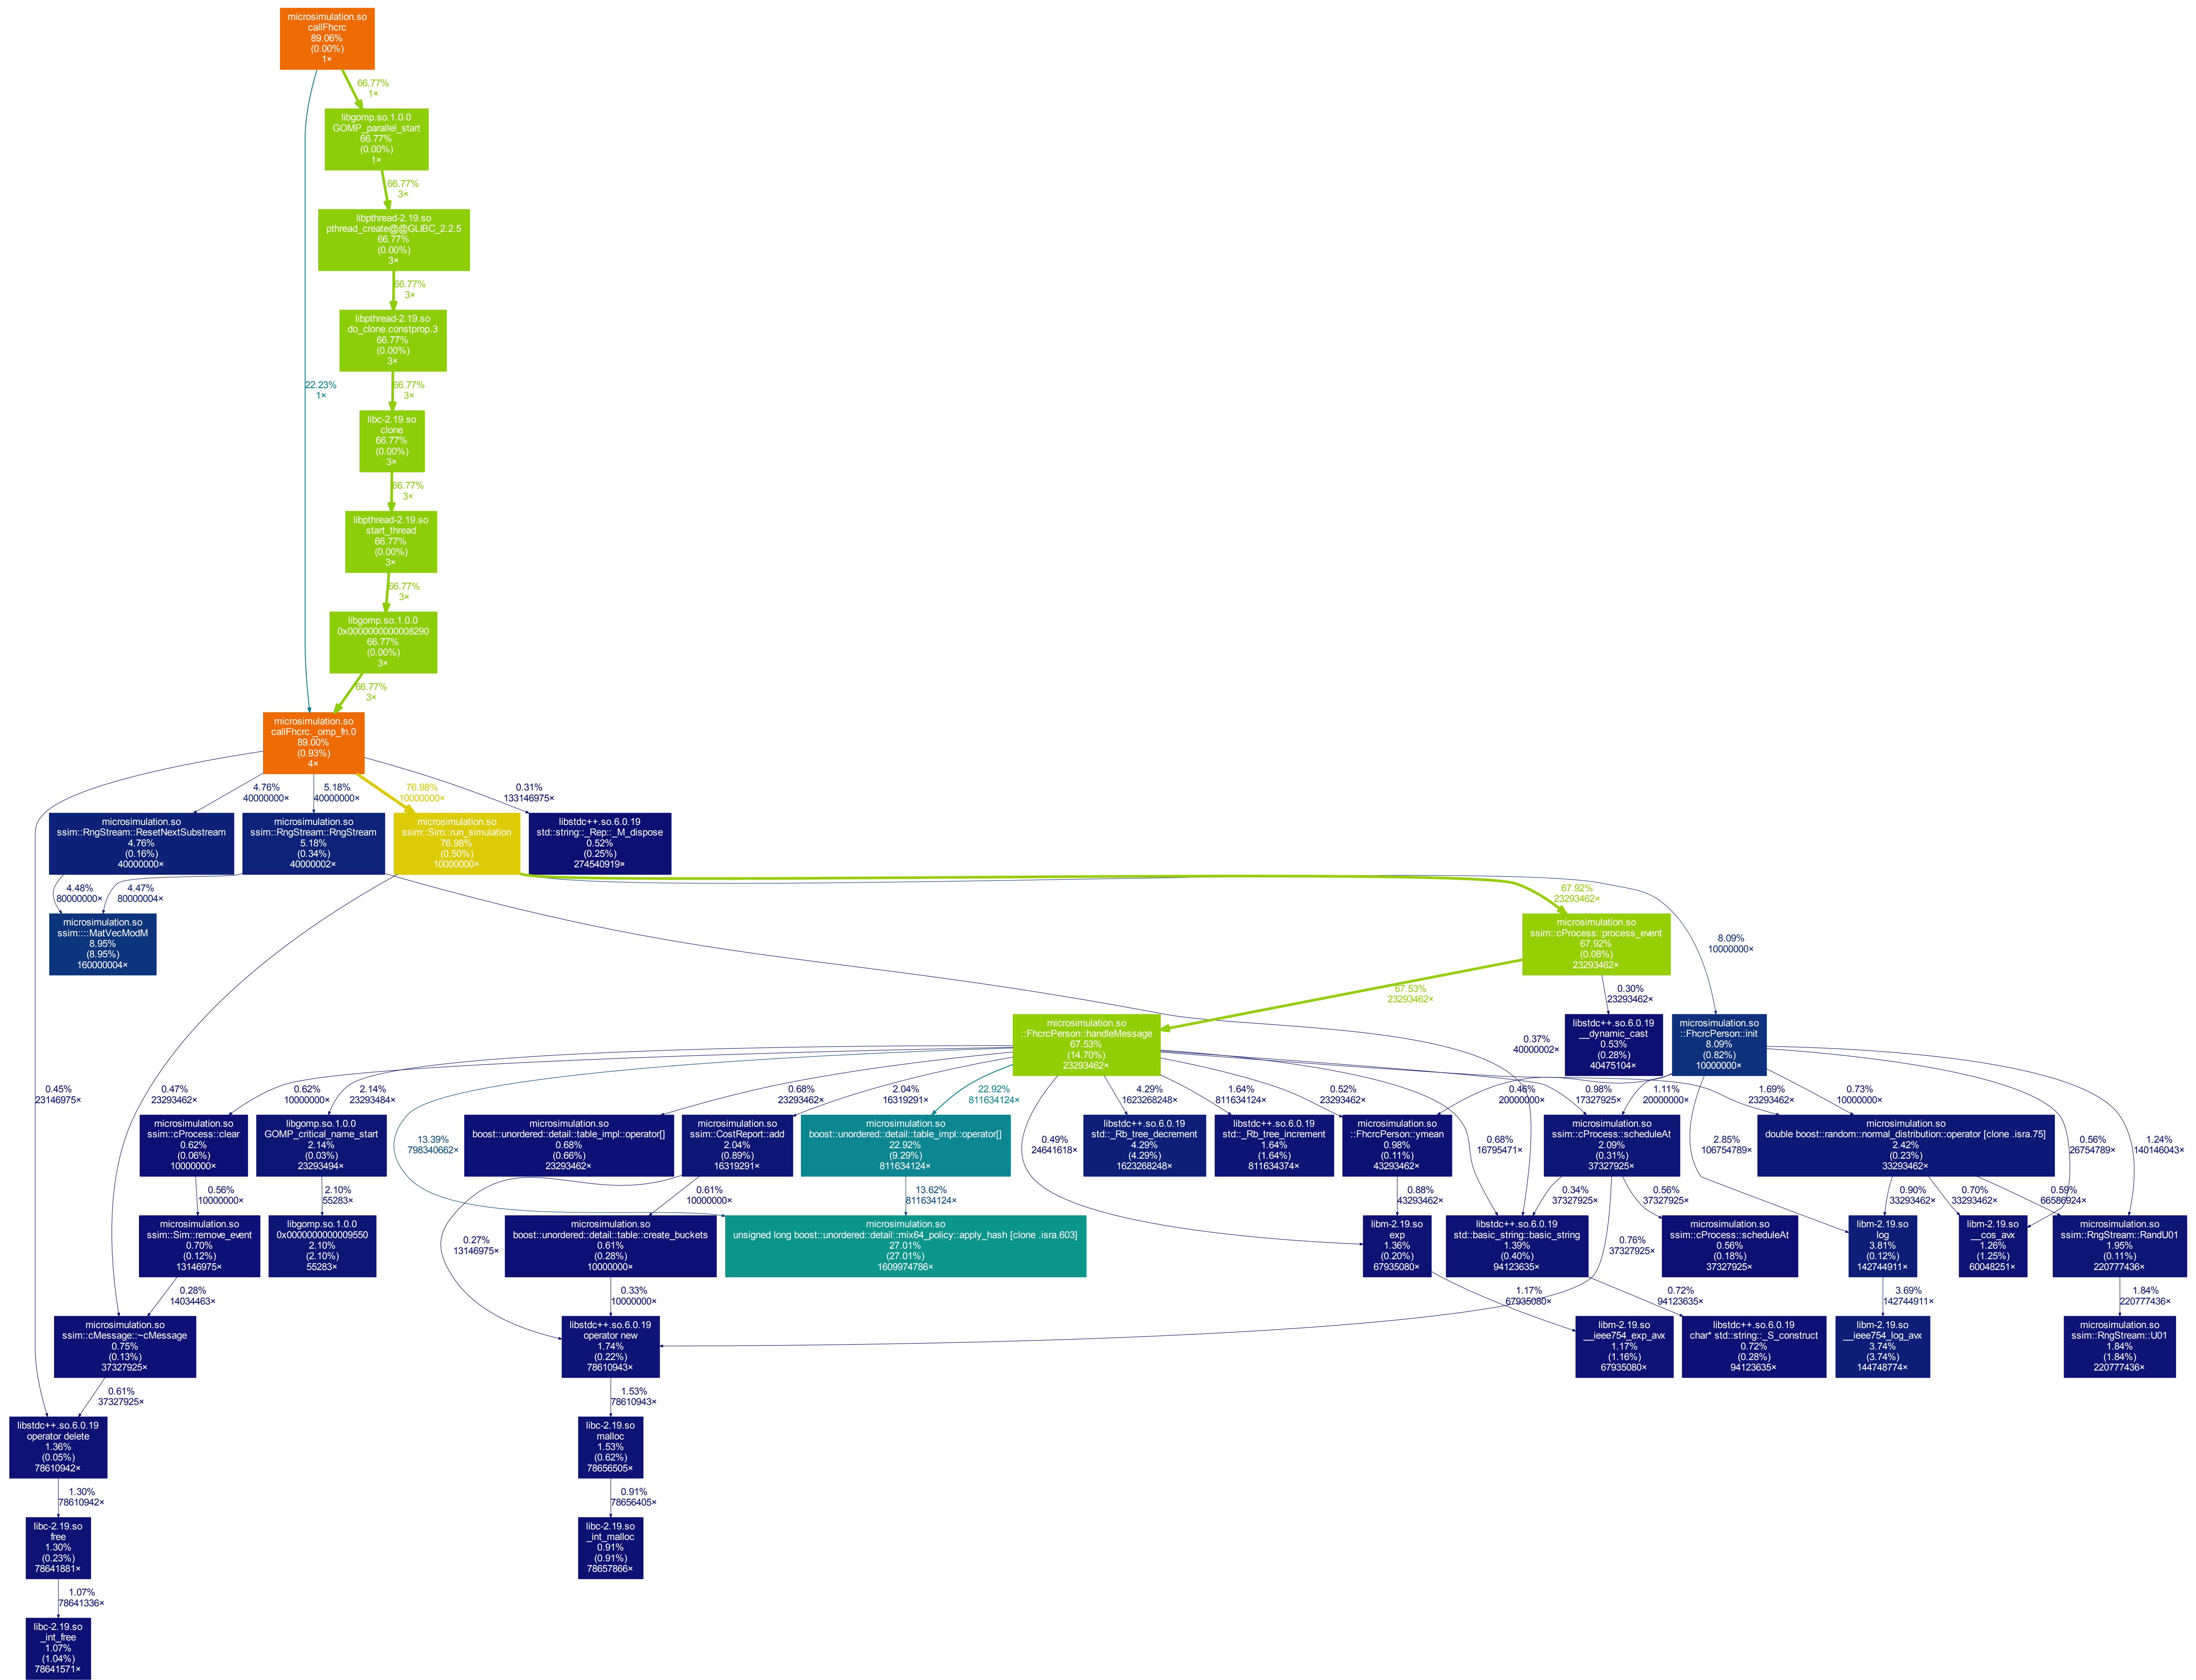 microsimulation.so
callFhcrc
89.06%
(0.00%)
1×
66.77%
1×
libgomp.so.1.0.0
GOMP_parallel_start
66.77%
(0.00%)
1×
66.77%
3×
libpthread-2.19.so
pthread_create@@GLIBC_2.2.5
66.77%
(0.00%)
3×
66.77%
3×
libpthread-2.19.so
do_clone.constprop.3
66.77%
(0.00%)
3×
22.23%
1×
66.77%
3×
libc-2.19.so
clone
66.77%
(0.00%)
3×
66.77%
3×
libpthread-2.19.so
start_thread
66.77%
(0.00%)
3×
66.77%
3×
libgomp.so.1.0.0
0x0000000000008290
66.77%
(0.00%)
3×
66.77%
3×
microsimulation.so
callFhcrc._omp_fn.0
89.00%
(0.93%)
4×
4.76%
40000000×
5.18%
40000000×
76.98%
10000000×
0.31%
133146975×
microsimulation.so
ssim::RngStream::ResetNextSubstream
4.76%
(0.16%)
40000000×
microsimulation.so
ssim::RngStream::RngStream
5.18%
(0.34%)
40000002×
microsimulation.so
ssim::Sim::run_simulation
76.98%
(0.50%)
10000000×
libstdc++.so.6.0.19
std::string::_Rep::_M_dispose
0.52%
(0.25%)
274540919×
4.48%
80000000×
4.47%
80000004×
67.92%
23293462×
8.09%
10000000×
microsimulation.so
ssim::::MatVecModM
8.95%
(8.95%)
160000004×
microsimulation.so
ssim::cProcess::process_event
67.92%
(0.08%)
23293462×
67.53%
23293462×
0.30%
23293462×
microsimulation.so
::FhcrcPerson::handleMessage
67.53%
(14.70%)
23293462×
0.37%
40000002×
libstdc++.so.6.0.19
__dynamic_cast
0.53%
(0.28%)
40475104×
microsimulation.so
::FhcrcPerson::init
8.09%
(0.82%)
10000000×
0.45%
23146975×
0.47%
23293462×
0.62%
10000000×
2.14%
23293484×
13.39%
798340662×
0.68%
23293462×
2.04%
16319291×
22.92%
811634124×
0.49%
24641618×
4.29%
1623268248×
1.64%
811634124×
0.52%
23293462×
0.46%
20000000×
0.68%
16795471×
0.98%
17327925×
1.11%
20000000×
1.69%
23293462×
0.73%
10000000×
2.85%
106754789×
0.56%
26754789×
1.24%
140146043×
microsimulation.so
ssim::cProcess::clear
0.62%
(0.06%)
10000000×
libgomp.so.1.0.0
GOMP_critical_name_start
2.14%
(0.03%)
23293494×
microsimulation.so
boost::unordered::detail::table_impl::operator[]
0.68%
(0.66%)
23293462×
microsimulation.so
ssim::CostReport::add
2.04%
(0.89%)
16319291×
microsimulation.so
boost::unordered::detail::table_impl::operator[]
22.92%
(9.29%)
811634124×
libstdc++.so.6.0.19
std::_Rb_tree_decrement
4.29%
(4.29%)
1623268248×
libstdc++.so.6.0.19
std::_Rb_tree_increment
1.64%
(1.64%)
811634374×
microsimulation.so
::FhcrcPerson::ymean
0.98%
(0.11%)
43293462×
microsimulation.so
ssim::cProcess::scheduleAt
2.09%
(0.31%)
37327925×
microsimulation.so
double boost::random::normal_distribution::operator [clone .isra.75]
2.42%
(0.23%)
33293462×
0.56%
10000000×
2.10%
55283×
0.27%
13146975×
0.61%
10000000×
13.62%
811634124×
0.88%
43293462×
0.34%
37327925×
0.56%
37327925×
0.76%
37327925×
0.90%
33293462×
0.70%
33293462×
0.59%
66586924×
microsimulation.so
ssim::Sim::remove_event
0.70%
(0.12%)
13146975×
libgomp.so.1.0.0
0x0000000000009550
2.10%
(2.10%)
55283×
microsimulation.so
boost::unordered::detail::table::create_buckets
0.61%
(0.28%)
10000000×
microsimulation.so
unsigned long boost::unordered::detail::mix64_policy::apply_hash [clone .isra.603]
27.01%
(27.01%)
1609974786×
libm-2.19.so
exp
1.36%
(0.20%)
67935080×
libstdc++.so.6.0.19
std::basic_string::basic_string
1.39%
(0.40%)
94123635×
microsimulation.so
ssim::cProcess::scheduleAt
0.56%
(0.18%)
37327925×
libm-2.19.so
log
3.81%
(0.12%)
142744911×
libm-2.19.so
__cos_avx
1.26%
(1.25%)
60048251×
microsimulation.so
ssim::RngStream::RandU01
1.95%
(0.11%)
220777436×
0.28%
14034463×
0.33%
10000000×
1.17%
67935080×
0.72%
94123635×
3.69%
142744911×
1.84%
220777436×
microsimulation.so
ssim::cMessage::~cMessage
0.75%
(0.13%)
37327925×
libstdc++.so.6.0.19
operator new
1.74%
(0.22%)
78610943×
libm-2.19.so
__ieee754_exp_avx
1.17%
(1.16%)
67935080×
libstdc++.so.6.0.19
char* std::string::_S_construct
0.72%
(0.28%)
94123635×
libm-2.19.so
__ieee754_log_avx
3.74%
(3.74%)
144748774×
microsimulation.so
ssim::RngStream::U01
1.84%
(1.84%)
220777436×
0.61%
37327925×
1.53%
78610943×
libstdc++.so.6.0.19
operator delete
1.36%
(0.05%)
78610942×
libc-2.19.so
malloc
1.53%
(0.62%)
78656505×
1.30%
78610942×
0.91%
78656405×
libc-2.19.so
free
1.30%
(0.23%)
78641881×
libc-2.19.so
_int_malloc
0.91%
(0.91%)
78657866×
1.07%
78641336×
libc-2.19.so
_int_free
1.07%
(1.04%)
78641571×